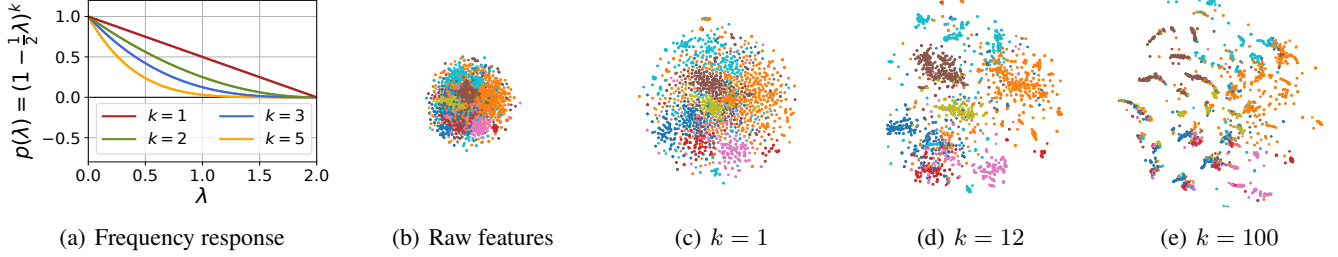 p(λ) = (1 − ½λ)^k
1.0
0.5
0.0
−0.5
k = 1
k = 3
k = 2
k = 5
0.0 0.5 1.0 1.5 2.0
λ
(a) Frequency response
(b) Raw features
(c) k = 1
(d) k = 12
(e) k = 100